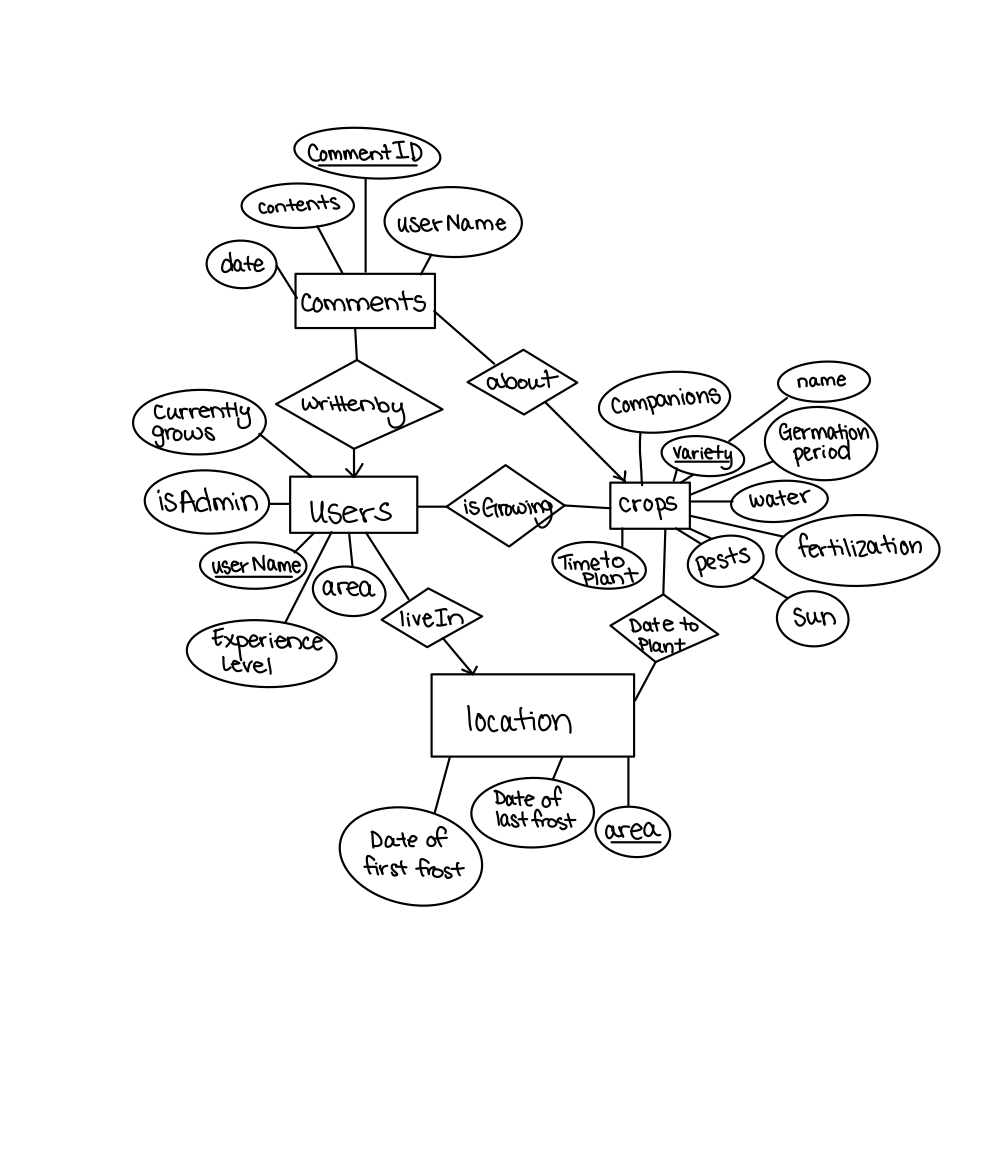 CommentID
contents
userName
date
Comments
about
writtenby
Companions
name
Currently
grows
variety
Germation
period
isAdmin
users
isGrowing
crops
water
userName
area
Time to
Plant
pests
fertilization
liveIn
Sun
Experience
Level
Date to
Plant
location
Date of
last frost
area
Date of
first frost